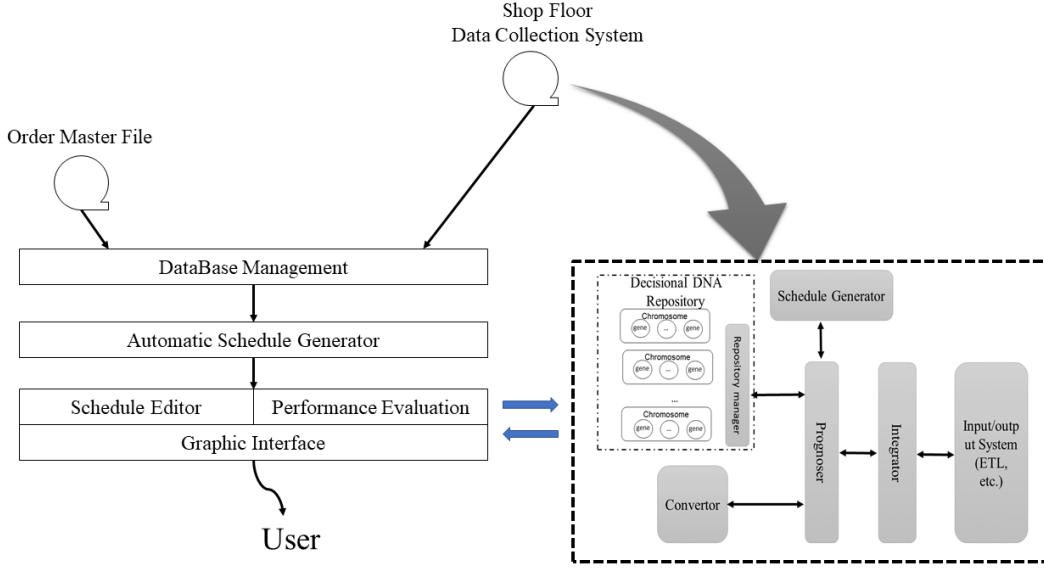 Shop Floor
Data Collection System
Order Master File
DataBase Management
Automatic Schedule Generator
Schedule Editor
Performance Evaluation
Graphic Interface
User
Decisional DNA
Repository
Chromosome
gene
...
gene
Chromosome
gene
...
gene
...
Chromosome
gene
...
gene
Repository manager
Schedule Generator
Prognoser
Integrator
Input/outp
ut System
(ETL,
etc.)
Convertor